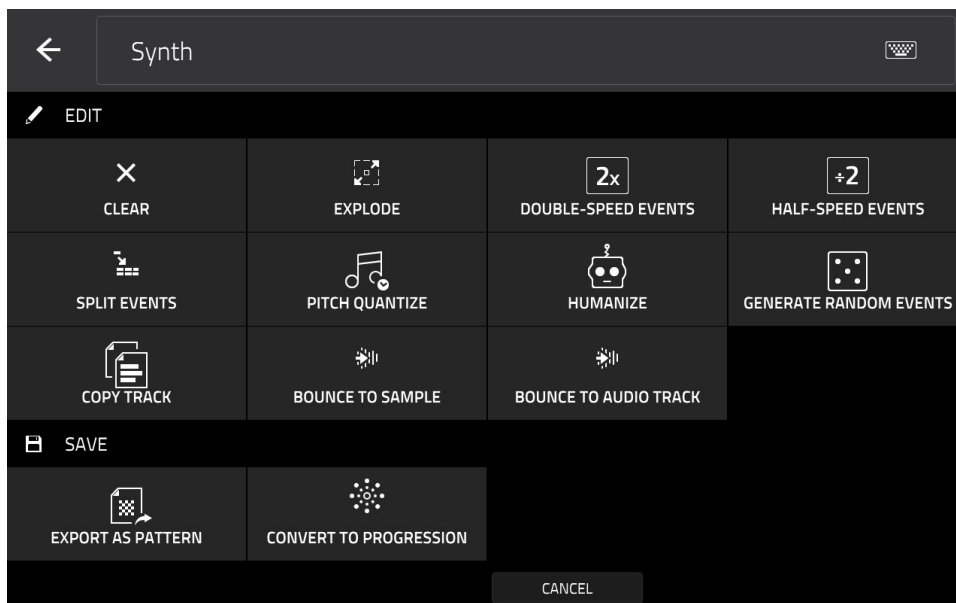 Synth
EDIT
CLEAR
EXPLODE
2x
DOUBLE-SPEED EVENTS
÷2
HALF-SPEED EVENTS
SPLIT EVENTS
PITCH QUANTIZE
HUMANIZE
GENERATE RANDOM EVENTS
COPY TRACK
BOUNCE TO SAMPLE
BOUNCE TO AUDIO TRACK
SAVE
EXPORT AS PATTERN
CONVERT TO PROGRESSION
CANCEL